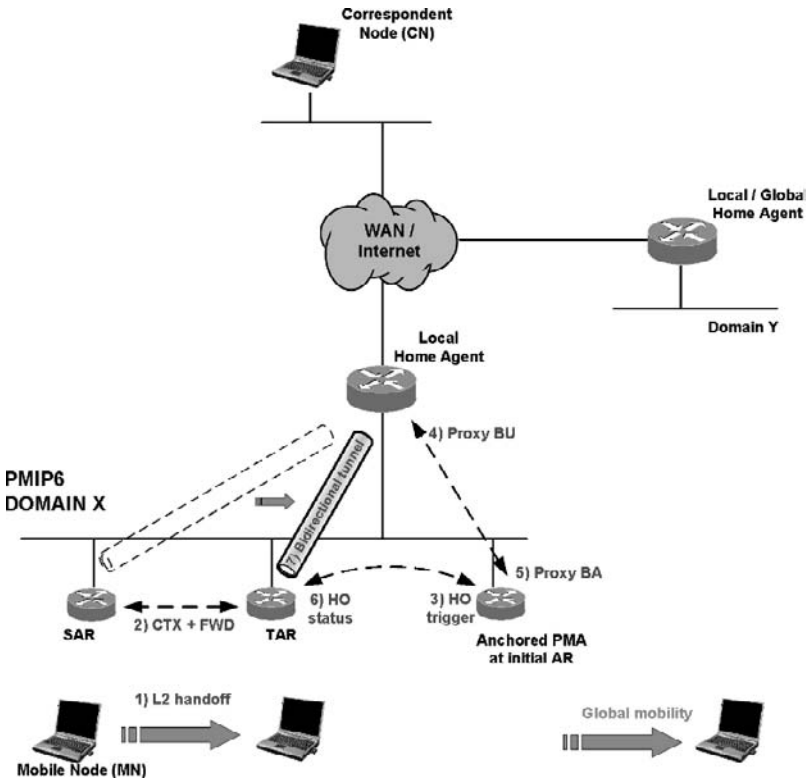 Correspondent
Node (CN)
WAN /
Internet
Local / Global
Home Agent
Domain Y
Local
Home Agent
4) Proxy BU
7) Bidirectional tunnel
PMIP6
DOMAIN X
5) Proxy BA
SAR
2) CTX + FWD
TAR
6) HO
status
3) HO
trigger
Anchored PMA
at initial AR
1) L2 handoff
Global mobility
Mobile Node (MN)